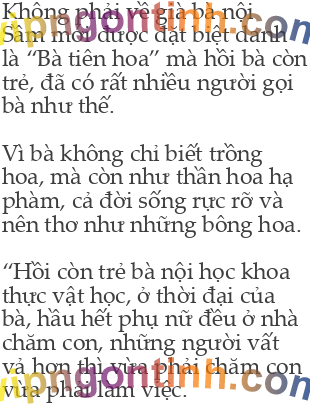 Không phải về già bà nội
Sầm mới được đặt biệt danh
là “Bà tiên hoa” mà hồi bà còn
trẻ, đã có rất nhiều người gọi
bà như thế.
Vì bà không chỉ biết trồng
hoa, mà còn như thần hoa hạ
phàm, cả đời sống rực rỡ và
nên thơ như những bông hoa.
“Hồi còn trẻ bà nội học khoa
thực vật học, ở thời đại của
bà, hầu hết phụ nữ đều ở nhà
chăm con, những người vất
vả hơn thì vừa phải chăm con
vừa phải làm việc.
vipngontinh.com
vipngontinh.com